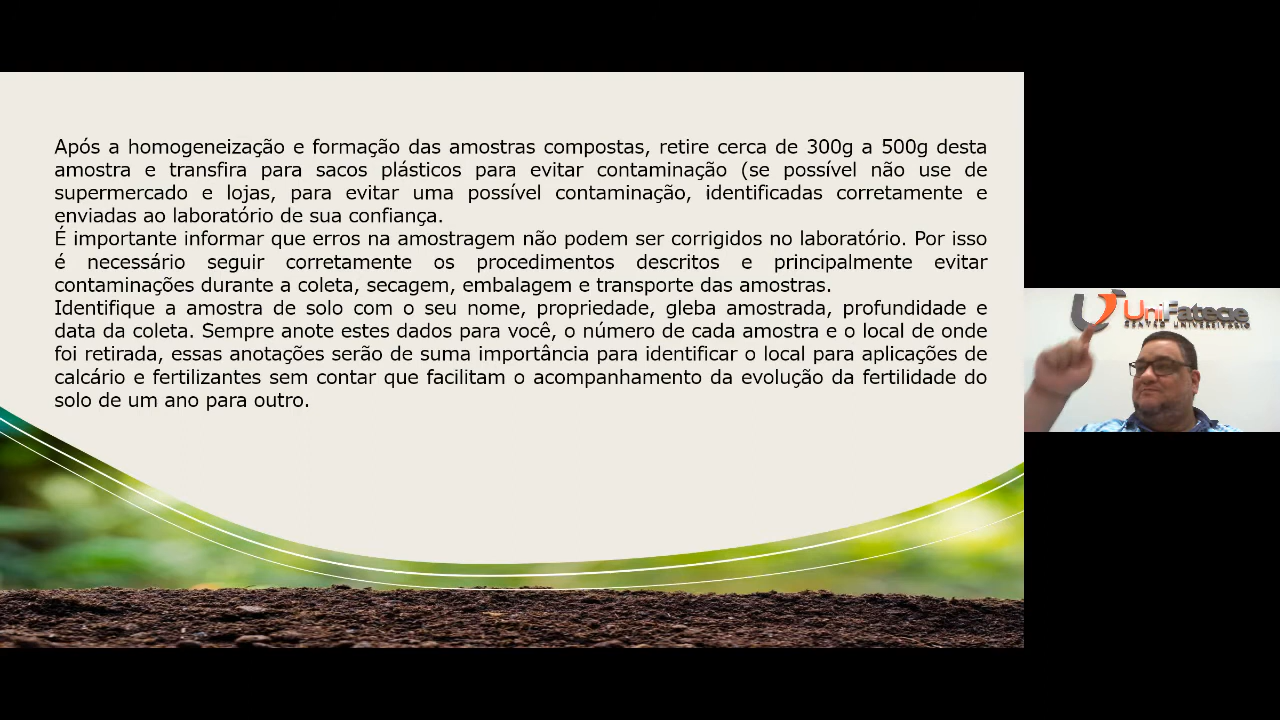 Após a homogeneização e formação das amostras compostas, retire cerca de 300g a 500g desta
amostra e transfira para sacos plásticos para evitar contaminação (se possível não use de
supermercado e lojas, para evitar uma possível contaminação, identificadas corretamente e
enviadas ao laboratório de sua confiança.
É importante informar que erros na amostragem não podem ser corrigidos no laboratório. Por isso
é necessário seguir corretamente os procedimentos descritos e principalmente evitar
contaminações durante a coleta, secagem, embalagem e transporte das amostras.
Identifique a amostra de solo com o seu nome, propriedade, gleba amostrada, profundidade e
data da coleta. Sempre anote estes dados para você, o número de cada amostra e o local de onde
foi retirada, essas anotações serão de suma importância para identificar o local para aplicações de
calcário e fertilizantes sem contar que facilitam o acompanhamento da evolução da fertilidade do
solo de um ano para outro.
UniFatecie
CENTRO UNIVERSITÁRIO